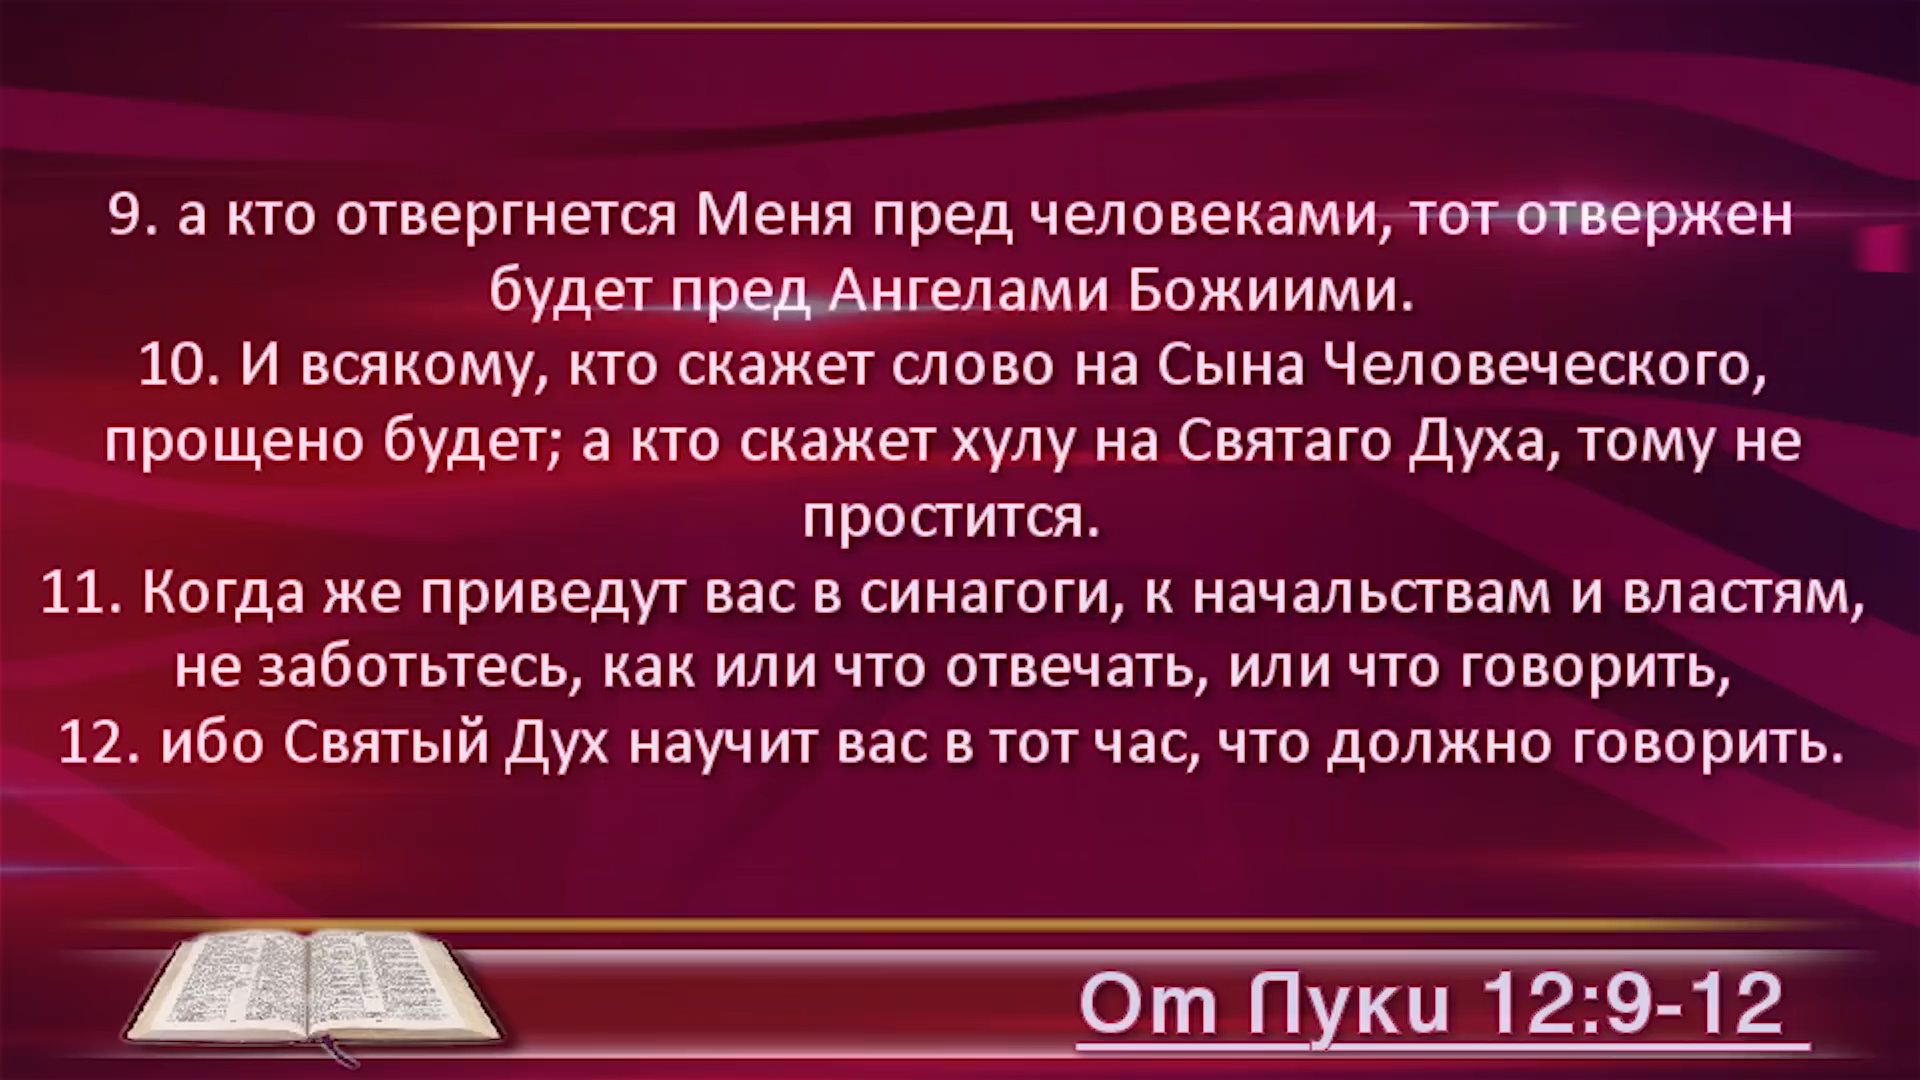 9. а кто отвергнется Меня пред человеками, тот отвержен
будет пред Ангелами Божиими.
10. И всякому, кто скажет слово на Сына Человеческого,
прощено будет; а кто скажет хулу на Святаго Духа, тому не
простится.
11. Когда же приведут вас в синагоги, к начальствам и властям,
не заботьтесь, как или что отвечать, или что говорить,
12. ибо Святый Дух научит вас в тот час, что должно говорить.
От Луки 12:9-12